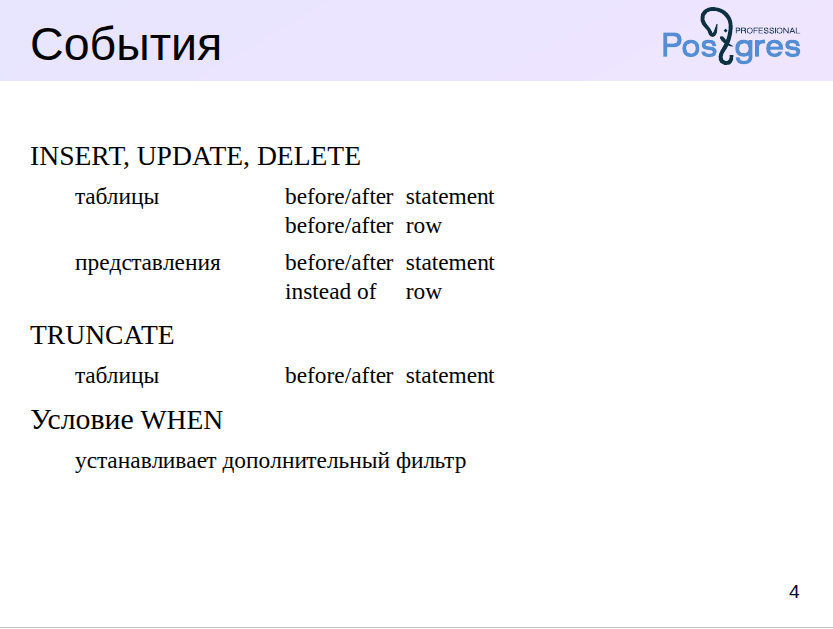 События
PROFESSIONAL
Postgres
INSERT, UPDATE, DELETE
таблицы before/after statement
before/after row
представления before/after statement
instead of row
TRUNCATE
таблицы before/after statement
Условие WHEN
устанавливает дополнительный фильтр
4